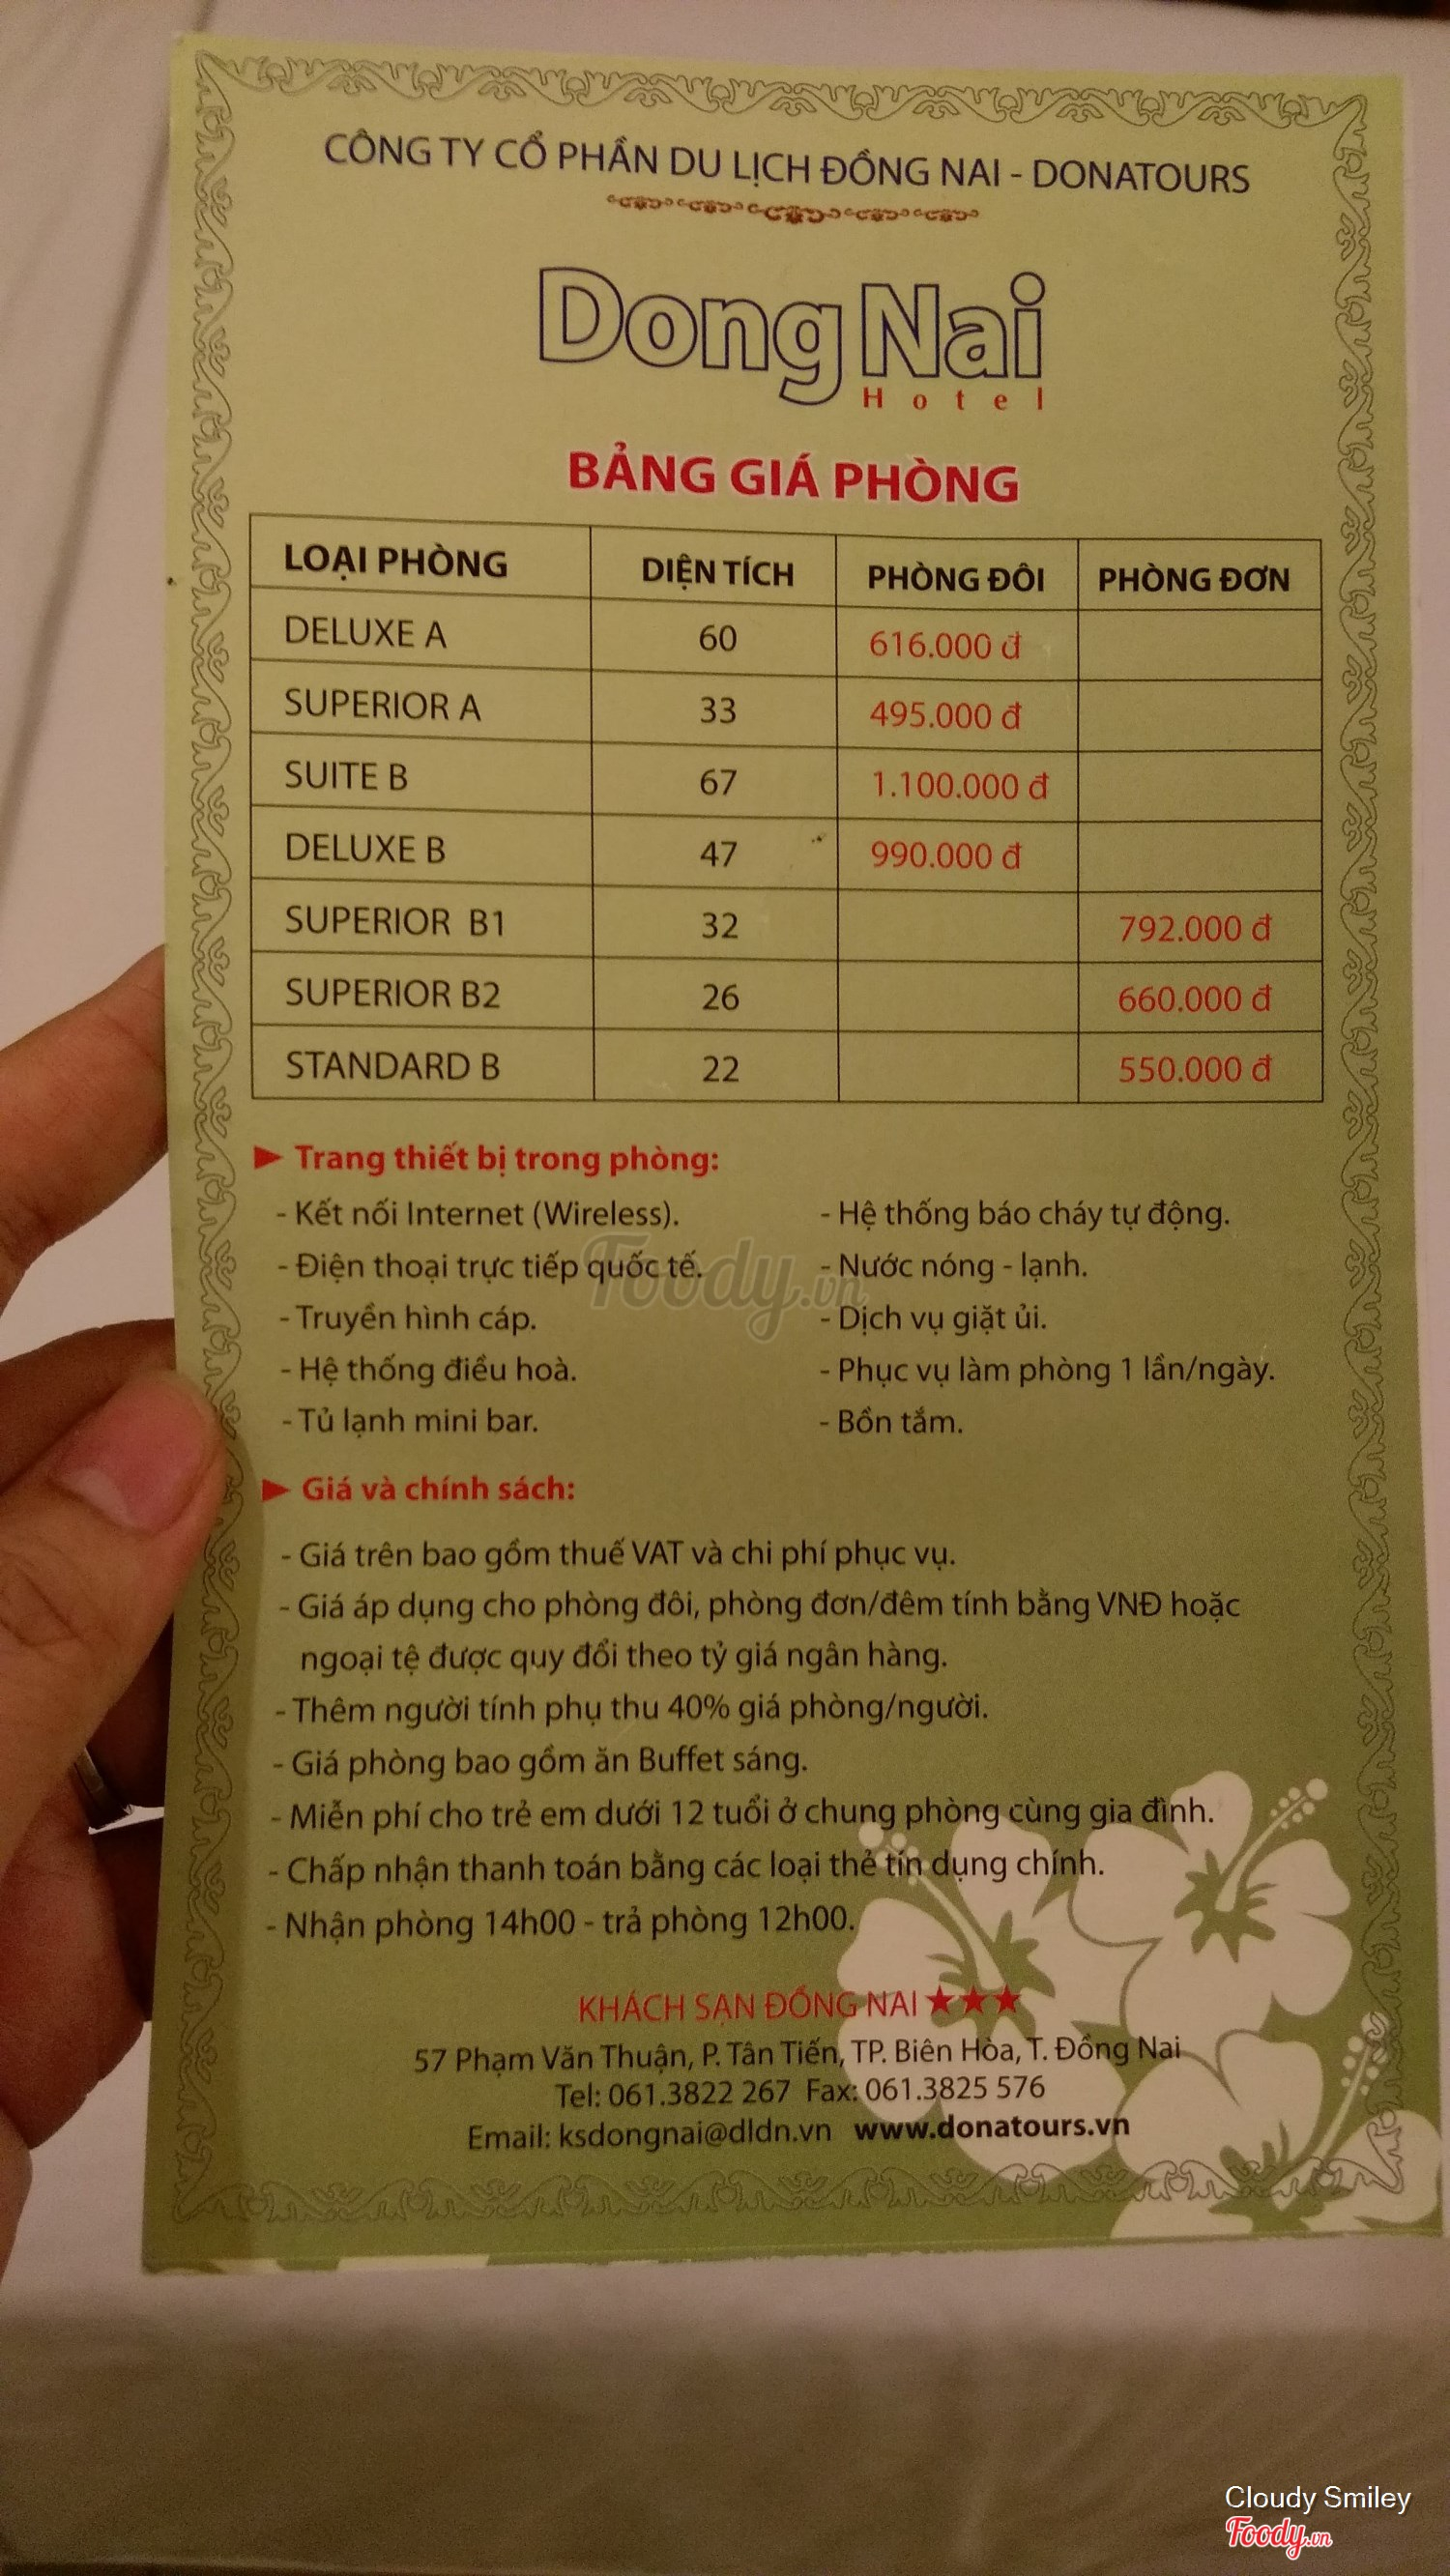 CÔNG TY CỔ PHẦN DU LỊCH ĐỒNG NAI - DONATOURS
Dong Nai
Hotel
BẢNG GIÁ PHÒNG
LOẠI PHÒNG DIỆN TÍCH PHÒNG ĐÔI PHÒNG ĐƠN
DELUXE A 60 616.000 đ
SUPERIOR A 33 495.000 đ
SUITE B 67 1.100.000 đ
DELUXE B 47 990.000 đ
SUPERIOR B1 32 792.000 đ
SUPERIOR B2 26 660.000 đ
STANDARD B 22 550.000 đ
Trang thiết bị trong phòng:
- Kết nối Internet (Wireless). - Hệ thống báo cháy tự động.
- Điện thoại trực tiếp quốc tế. - Nước nóng - lạnh.
Foody.vn
- Truyền hình cáp. - Dịch vụ giặt ủi.
- Hệ thống điều hoà. - Phục vụ làm phòng 1 lần/ngày.
- Tủ lạnh mini bar. - Bồn tắm.
Giá và chính sách:
- Giá trên bao gồm thuế VAT và chi phí phục vụ.
- Giá áp dụng cho phòng đôi, phòng đơn/đêm tính bằng VNĐ hoặc
ngoại tệ được quy đổi theo tỷ giá ngân hàng.
- Thêm người tính phụ thu 40% giá phòng/người.
- Giá phòng bao gồm ăn Buffet sáng.
- Miễn phí cho trẻ em dưới 12 tuổi ở chung phòng cùng gia đình.
- Chấp nhận thanh toán bằng các loại thẻ tín dụng chính.
- Nhận phòng 14h00 - trả phòng 12h00.
KHÁCH SẠN ĐỒNG NAI ★★★
57 Phạm Văn Thuận, P. Tân Tiến, TP. Biên Hòa, T. Đồng Nai
Tel: 061.3822 267 Fax: 061.3825 576
Email: ksdongnai@dldn.vn www.donatours.vn
Cloudy Smiley
Foody.vn